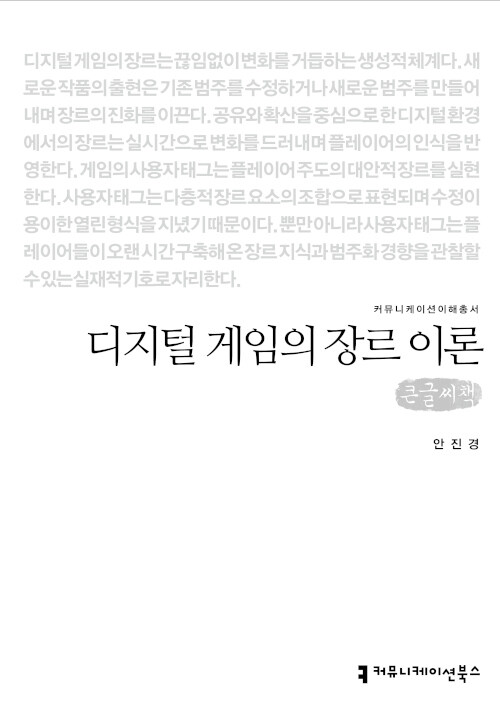 디지털 게임의 장르는 끊임없이 변화를 거듭하는 생성적 체계다. 새
로운 작품의 출현은 기존 범주를 수정하거나 새로운 범주를 만들어
내며 장르의 진화를 이끈다. 공유와 확산을 중심으로 한 디지털 환경
에서의 장르는 실시간으로 변화를 드러내며 플레이어의 인식을 반
영한다. 게임의 사용자 태그는 플레이어 주도의 대안적 장르를 실현
한다. 사용자 태그는 다층적 장르 요소의 조합으로 표현되며 수정이
용이한 열린 형식을 지녔기 때문이다. 뿐만 아니라 사용자 태그는 플
레이어들이 오랜 시간 구축해 온 장르 지식과 범주화 경향을 관찰할
수 있는 실재적 기호로 자리한다.
커뮤니케이션이해총서
디지털 게임의 장르 이론
큰글씨책
안진경
커뮤니케이션북스